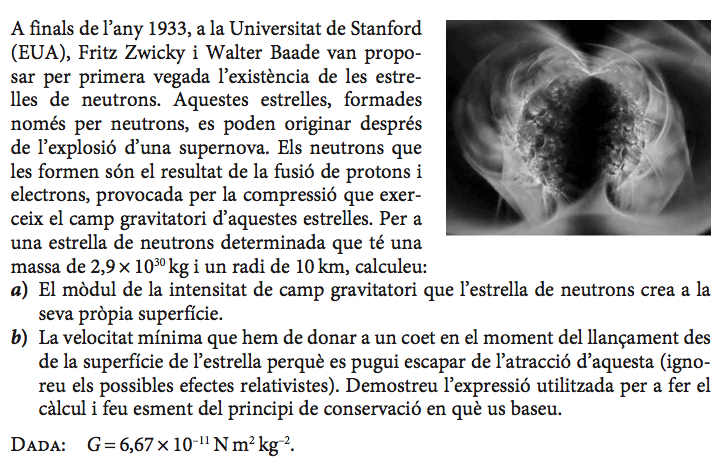 A finals de l’any 1933, a la Universitat de Stanford
(EUA), Fritz Zwicky i Walter Baade van propo-
sar per primera vegada l’existència de les estre-
lles de neutrons. Aquestes estrelles, formades
només per neutrons, es poden originar després
de l’explosió d’una supernova. Els neutrons que
les formen són el resultat de la fusió de protons i
electrons, provocada per la compressió que exer-
ceix el camp gravitatori d’aquestes estrelles. Per a
una estrella de neutrons determinada que té una
massa de 2,9 × 10³⁰ kg i un radi de 10 km, calculeu:
a) El mòdul de la intensitat de camp gravitatori que l’estrella de neutrons crea a la
seva pròpia superfície.
b) La velocitat mínima que hem de donar a un coet en el moment del llançament des
de la superfície de l’estrella perquè es pugui escapar de l’atracció d’aquesta (igno-
reu els possibles efectes relativistes). Demostreu l’expressió utilitzada per a fer el
càlcul i feu esment del principi de conservació en què us baseu.
DADA: G = 6,67 × 10⁻¹¹ N m² kg⁻².